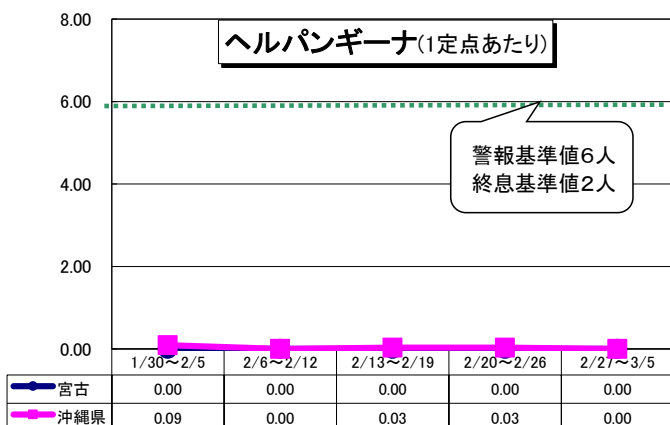 ヘルパンギーナ(1定点あたり)
8.00
6.00
4.00
2.00
0.00
警報基準値6人
終息基準値2人
1/30～2/5 2/6～2/12 2/13～2/19 2/20～2/26 2/27～3/5
宮古 0.00 0.00 0.00 0.00 0.00
沖縄県 0.09 0.00 0.03 0.03 0.00